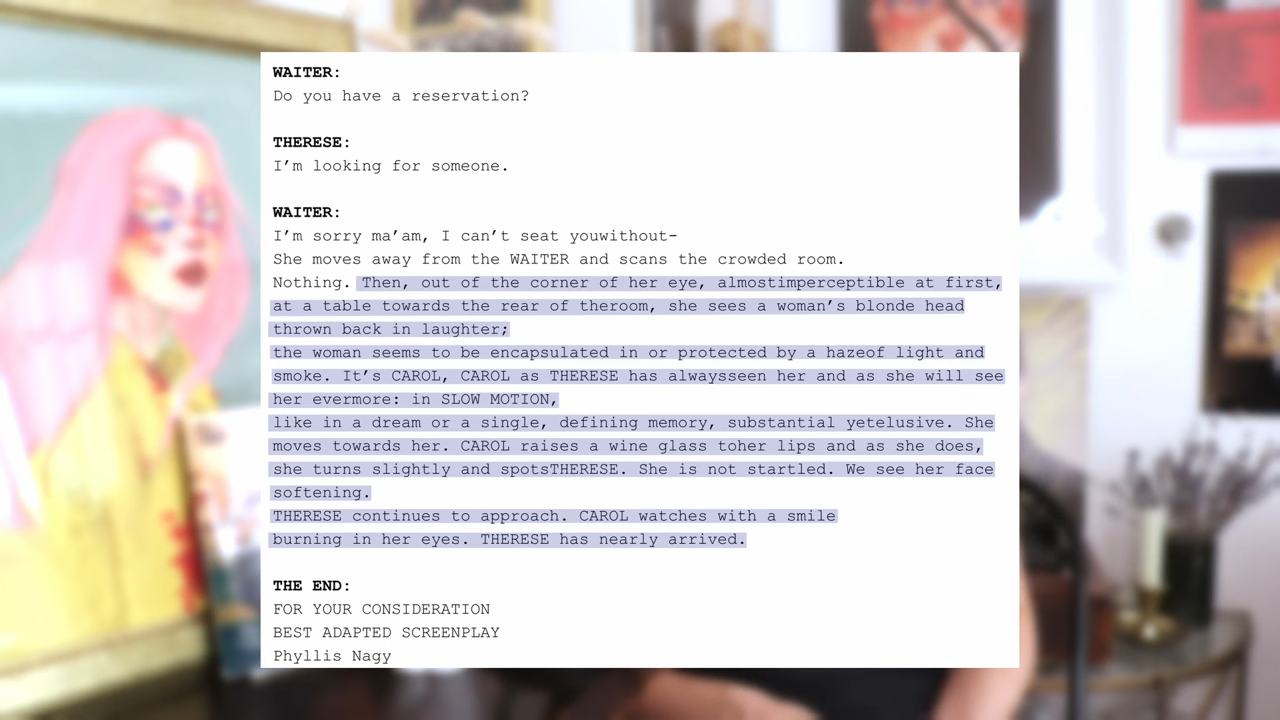 WAITER:
Do you have a reservation?
THERESE:
I’m looking for someone.
WAITER:
I’m sorry ma’am, I can’t seat youwithout-
She moves away from the WAITER and scans the crowded room.
Nothing. Then, out of the corner of her eye, almostimperceptible at first,
at a table towards the rear of theroom, she sees a woman’s blonde head
thrown back in laughter;
the woman seems to be encapsulated in or protected by a hazeof light and
smoke. It’s CAROL, CAROL as THERESE has alwaysseen her and as she will see
her evermore: in SLOW MOTION,
like in a dream or a single, defining memory, substantial yetelusive. She
moves towards her. CAROL raises a wine glass toher lips and as she does,
she turns slightly and spotsTHERESE. She is not startled. We see her face
softening.
THERESE continues to approach. CAROL watches with a smile
burning in her eyes. THERESE has nearly arrived.
THE END:
FOR YOUR CONSIDERATION
BEST ADAPTED SCREENPLAY
Phyllis Nagy